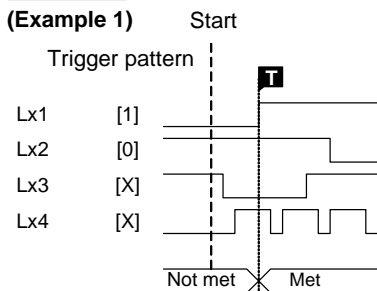 (Example 1) Start
Trigger pattern
T
Lx1 [1]
Lx2 [0]
Lx3 [X]
Lx4 [X]
Not met Met